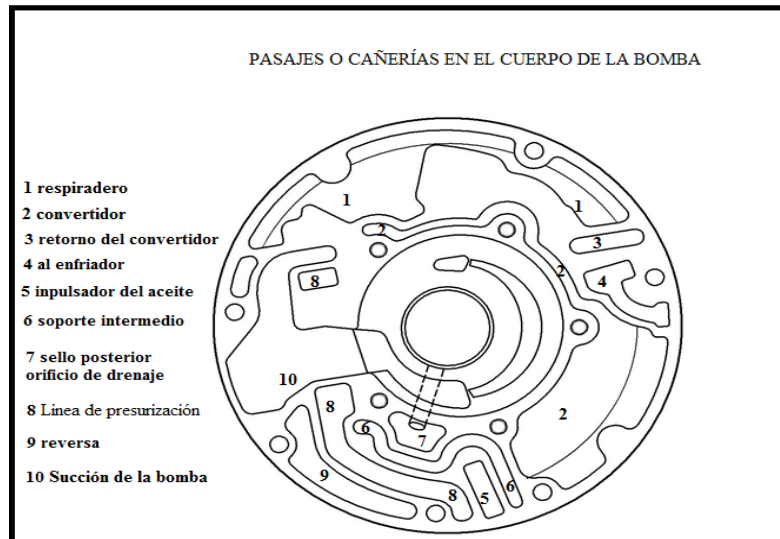 PASAJES O CAÑERÍAS EN EL CUERPO DE LA BOMBA
1 respiradero
2 convertidor
3 retorno del convertidor
4 al enfriador
5 inpulsador del aceite
6 soporte intermedio
7 sello posterior
orificio de drenaje
8 Línea de presurización
9 reversa
10 Succión de la bomba
1
1
2
3
2
8
4
10
8
6
7
2
9
8
5
6